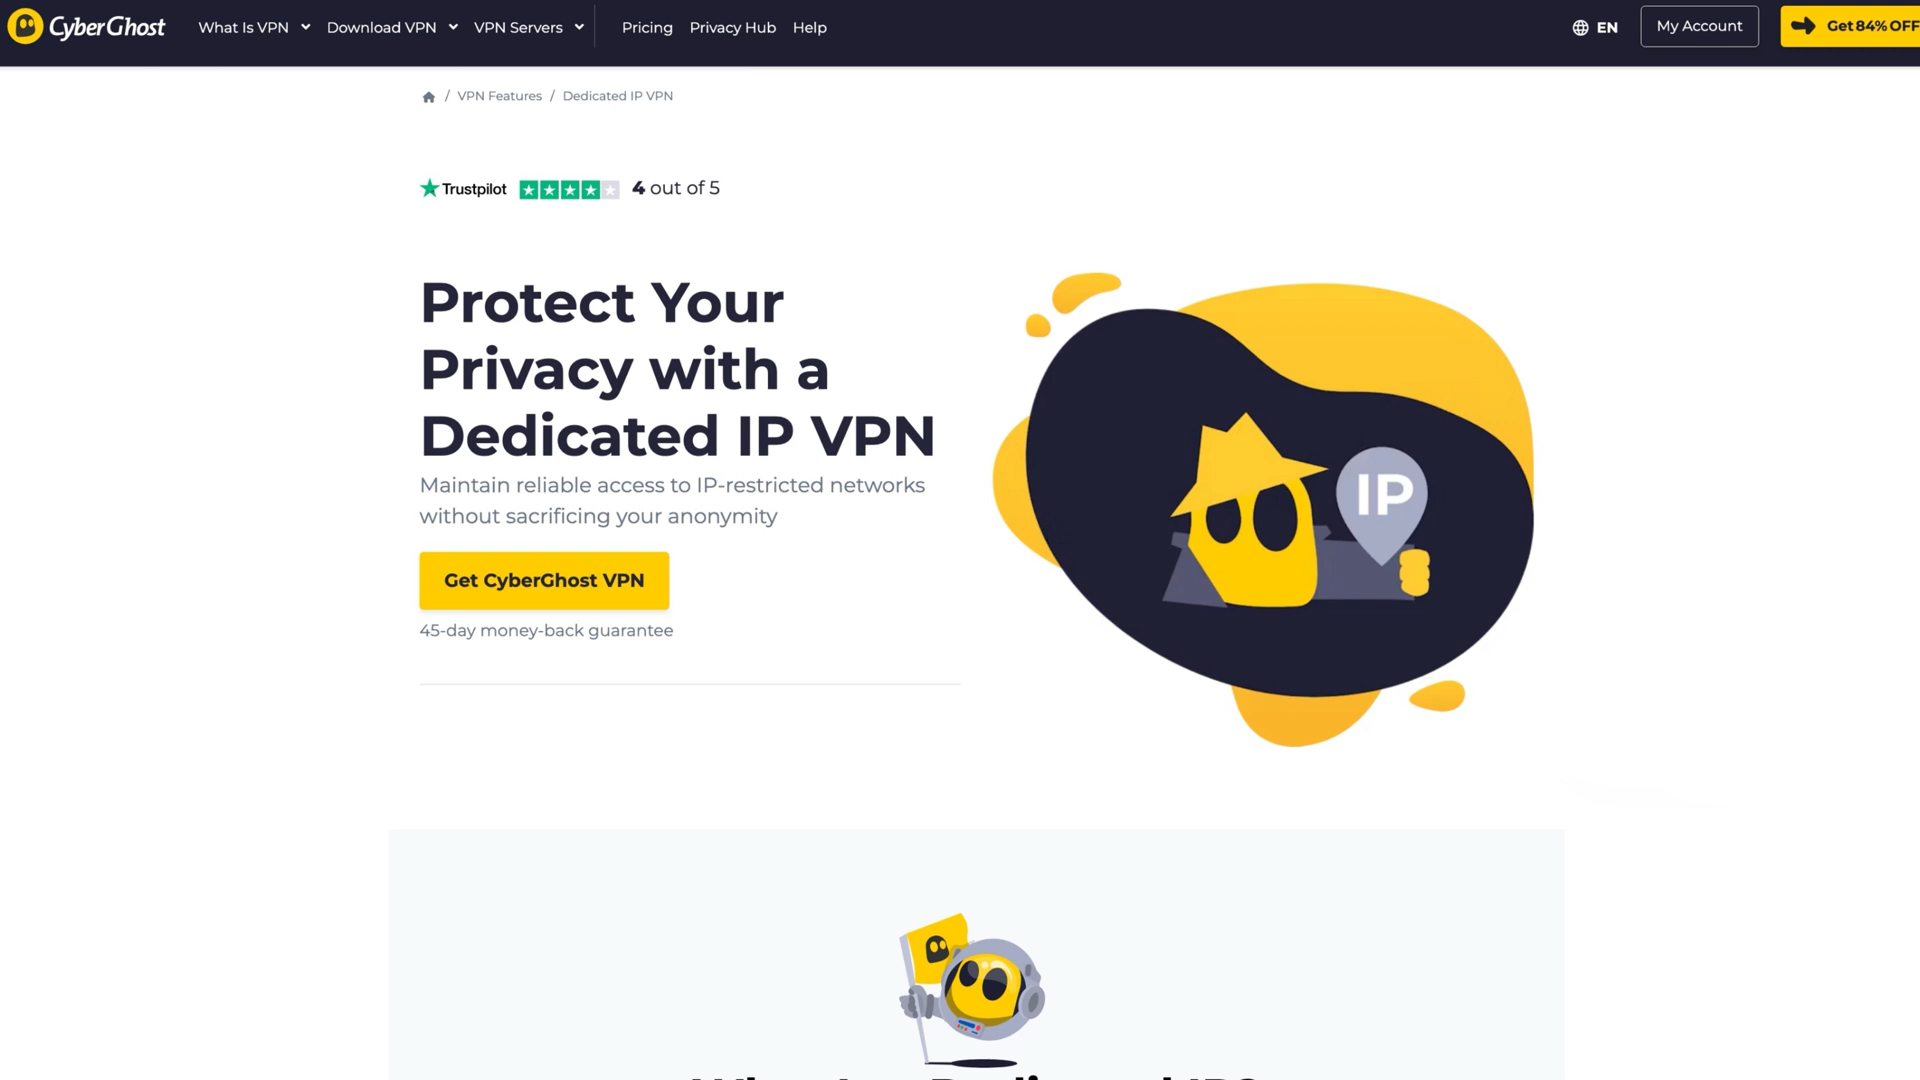 CyberGhost What Is VPN Download VPN VPN Servers Pricing Privacy Hub Help EN My Account Get 84% OFF
/ VPN Features / Dedicated IP VPN
Trustpilot 4 out of 5
Protect Your
Privacy with a
Dedicated IP VPN
Maintain reliable access to IP-restricted networks
without sacrificing your anonymity
Get CyberGhost VPN
45-day money-back guarantee
IP